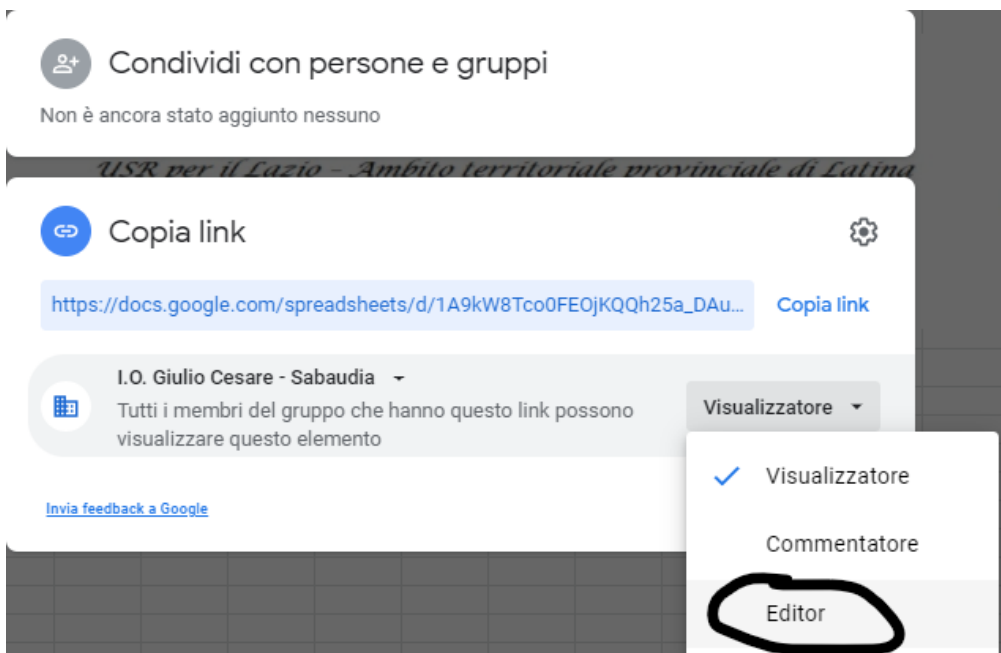 Condividi con persone e gruppi
Non è ancora stato aggiunto nessuno
USR per il Lazio - Ambito territoriale provinciale di Latina
Copia link
https://docs.google.com/spreadsheets/d/1A9kW8Tco0FEOjKQQh25a_DAu... Copia link
I.O. Giulio Cesare - Sabaudia
Tutti i membri del gruppo che hanno questo link possono
visualizzare questo elemento
Visualizzatore
Visualizzatore
Commentatore
Editor
Invia feedback a Google